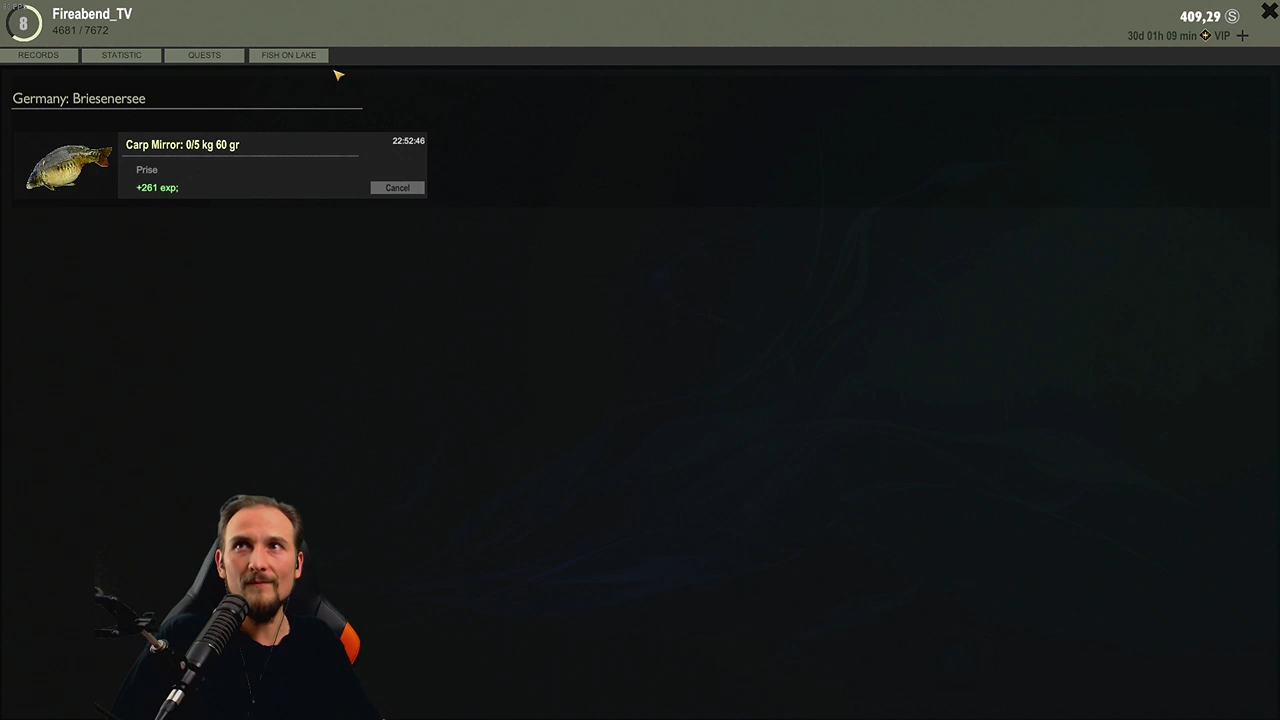 8
Fireabend_TV
4681 / 7672
409,29 S
30d 01h 09 min VIP
RECORDS STATISTIC QUESTS FISH ON LAKE
Germany: Briesenersee
Carp Mirror: 0/5 kg 60 gr
22:52:46
Prise
+261 exp;
Cancel